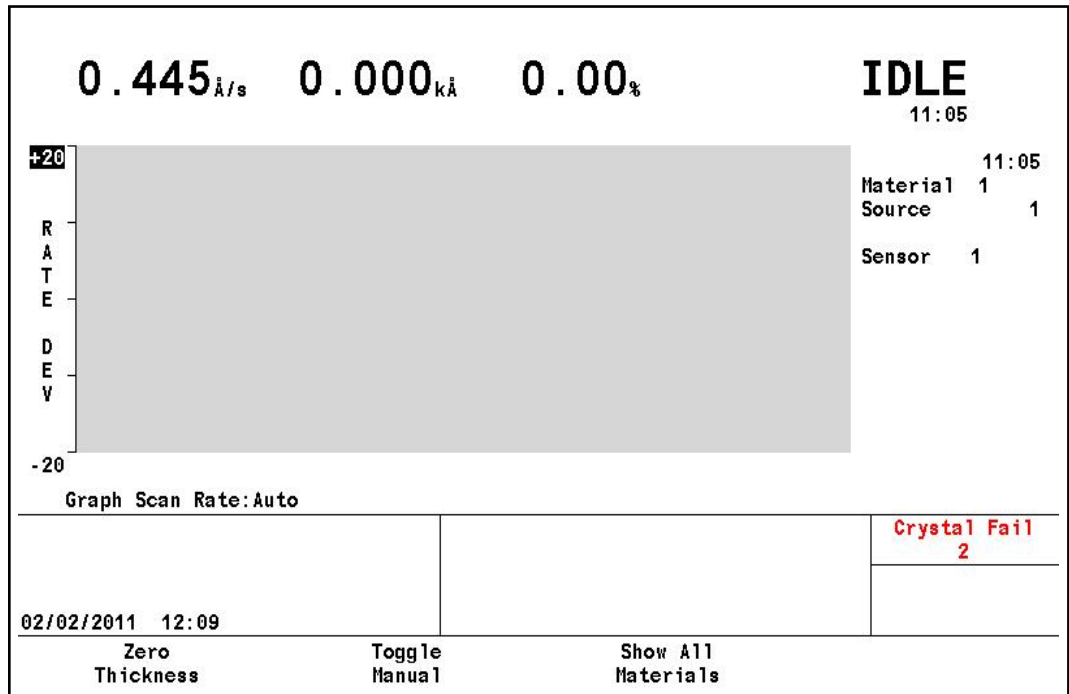 0.445Å/s 0.000kÅ 0.00% IDLE
11:05
+20
11:05
Material 1
Source 1
Sensor 1
RATE DEV
-20
Graph Scan Rate:Auto
Crystal Fail
2
02/02/2011 12:09
Zero Thickness
Toggle Manual
Show All Materials